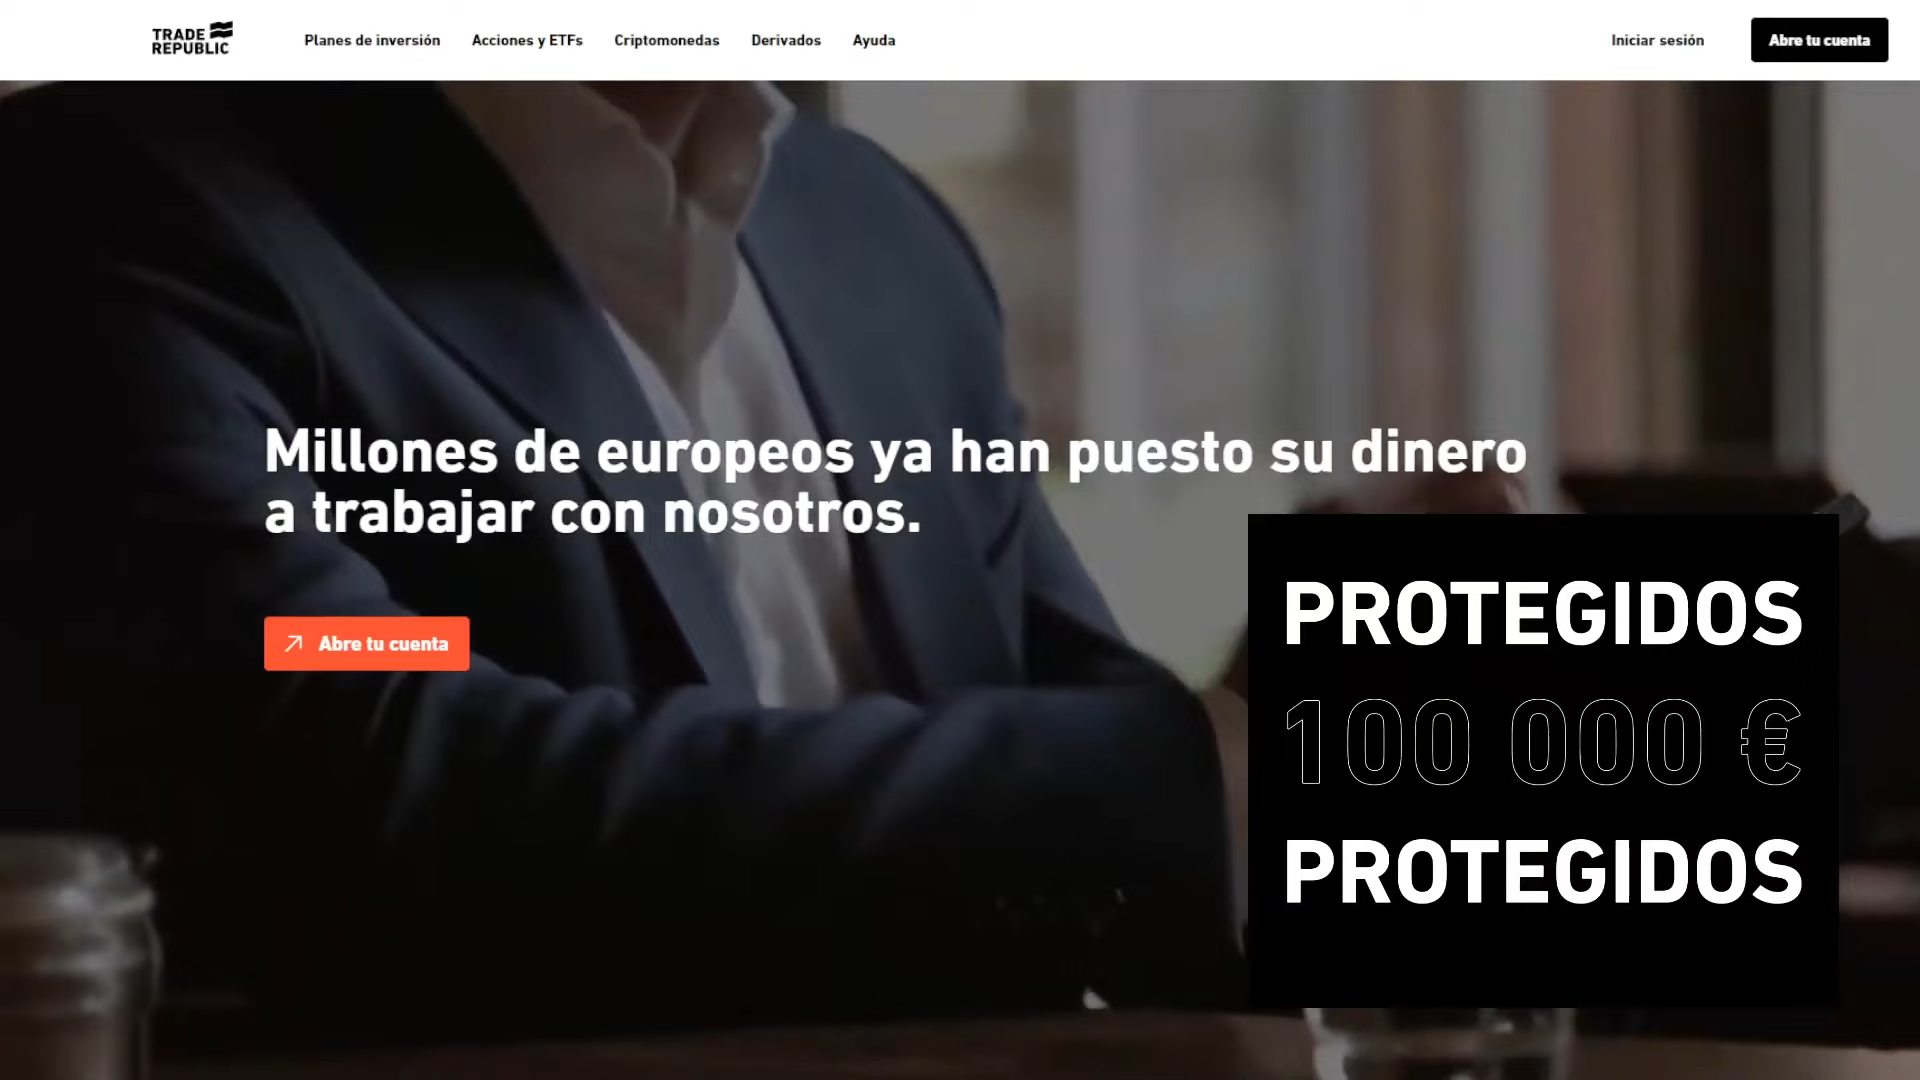 TRADE
REPUBLIC
Planes de inversión
Acciones y ETFs
Criptomonedas
Derivados
Ayuda
Iniciar sesión
Abre tu cuenta
Millones de europeos ya han puesto su dinero
a trabajar con nosotros.
Abre tu cuenta
PROTEGIDOS
100 000 €
PROTEGIDOS